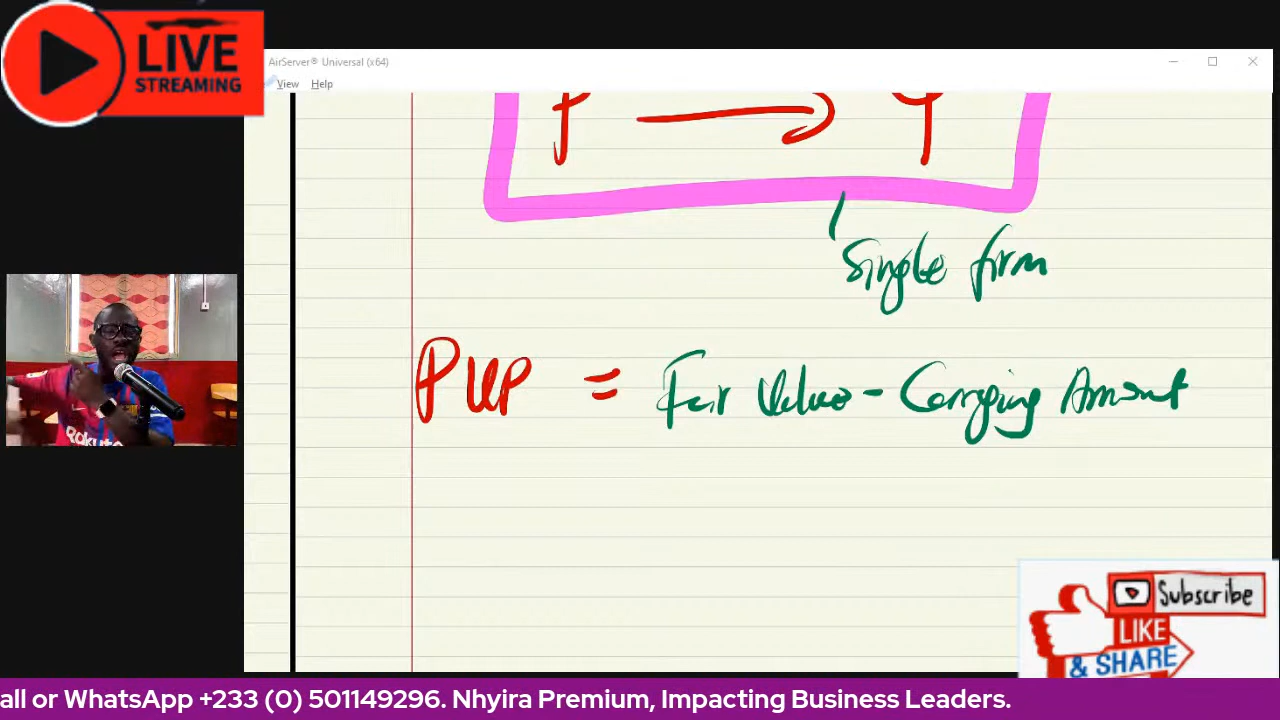 LIVE
STREAMING
AirServer® Universal (x64)
View Help
P → q
Single firm
PUP = Fair Value - Carrying Amount
Rakute
Subscribe
LIKE
& SHARE
all or WhatsApp +233 (0) 501149296. Nhyira Premium, Impacting Business Leaders.